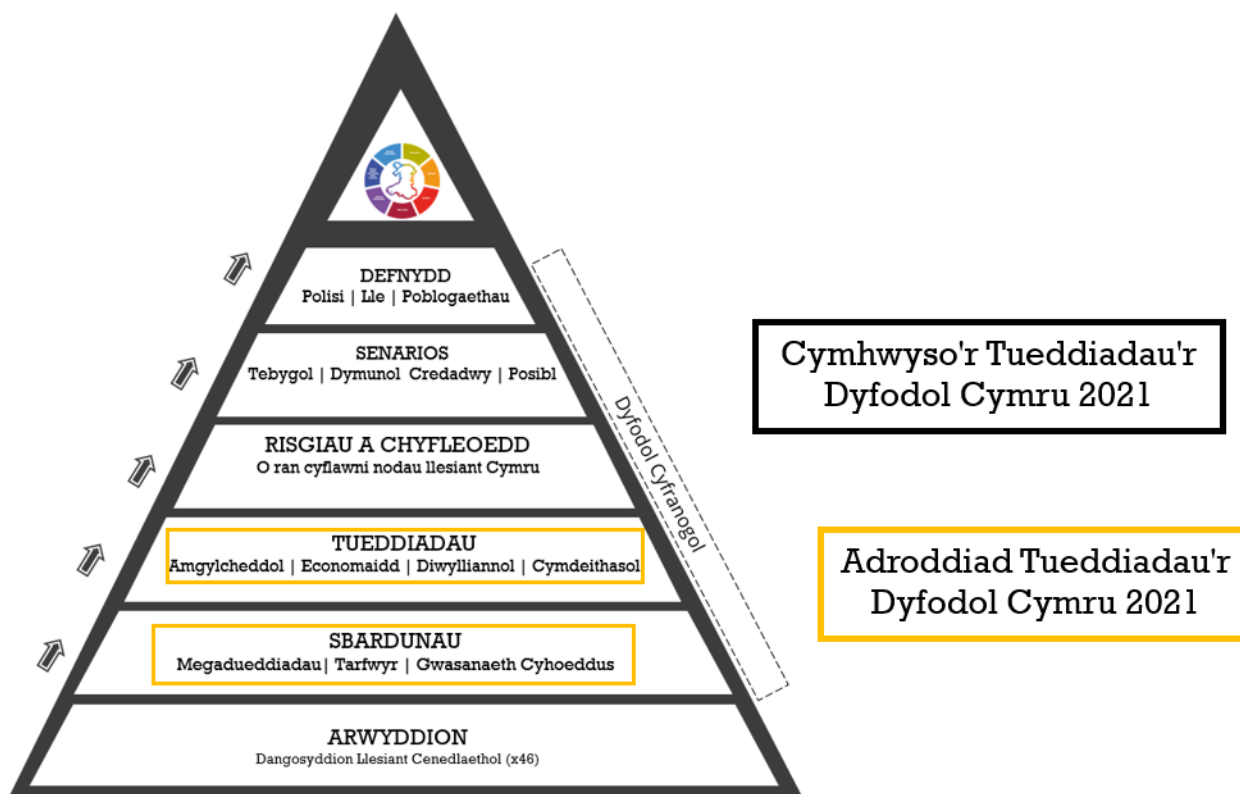 DEFNYDD
Polisi | Lle | Poblogaethau
SENARIOS
Tebygol | Dymunol Credadwy | Posibl
RISGIAU A CHYFLEOEDD
O ran cyflawni nodau llesiant Cymru
TUEDDIADAU
Amgylcheddol | Economaidd | Diwylliannol | Cymdeithasol
SBARDUNAU
Megadueddiadau| Tarfwyr | Gwasanaeth Cyhoeddus
ARWYDDION
Dangosyddion Llesiant Cenedlaethol (x46)
Dyfodol Cyfranogol
Cymhwyso'r Tueddiadau'r
Dyfodol Cymru 2021
Adroddiad Tueddiadau'r
Dyfodol Cymru 2021